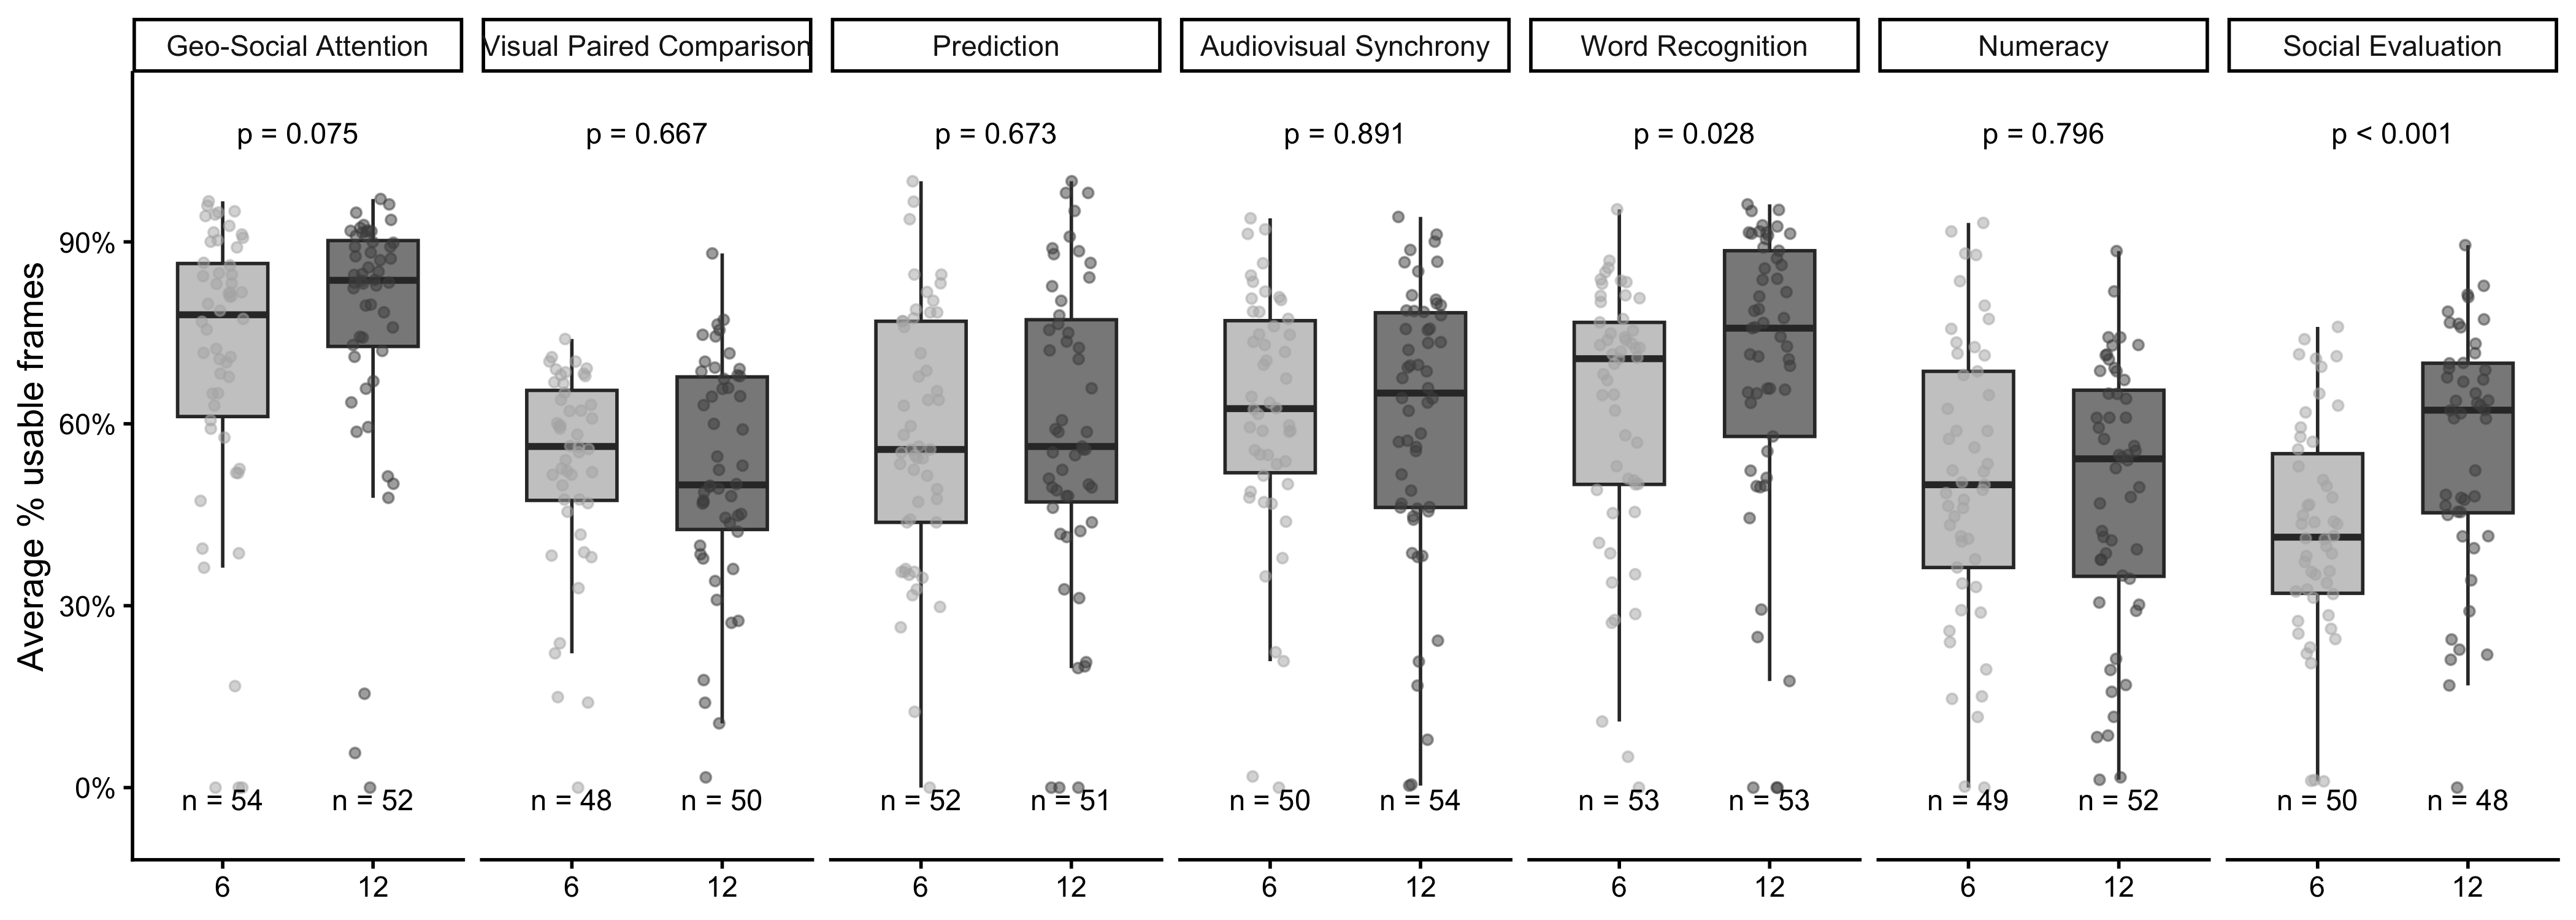 Geo-Social Attention Visual Paired Comparison Prediction Audiovisual Synchrony Word Recognition Numeracy Social Evaluation
p = 0.075 p = 0.667 p = 0.673 p = 0.891 p = 0.028 p = 0.796 p < 0.001
Average % usable frames
90%
60%
30%
0%
n = 54 n = 52 n = 48 n = 50 n = 52 n = 51 n = 50 n = 54 n = 53 n = 53 n = 49 n = 52 n = 50 n = 48
6 12 6 12 6 12 6 12 6 12 6 12 6 12